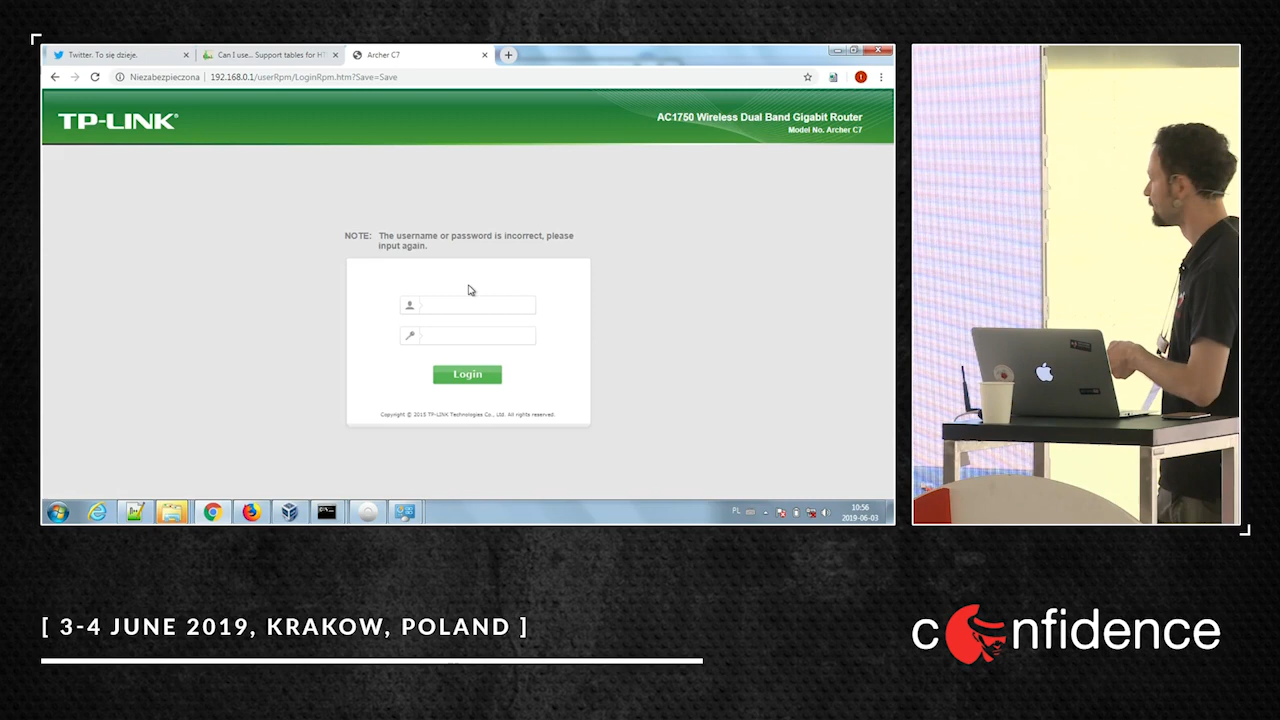 Twitter. To się dzieje.
Can I use... Support tables for HT
Archer C7
Niezabezpieczona
192.168.0.1/userRpm/LoginRpm.htm?Save=Save
1
TP-LINK
AC1750 Wireless Dual Band Gigabit Router
Model No. Archer C7
NOTE: The username or password is incorrect, please
input again.
Login
Copyright © 2015 TP-LINK Technologies Co., Ltd. All rights reserved.
PL
10:56
2019-06-03
[ 3-4 JUNE 2019, KRAKOW, POLAND ]
confidence